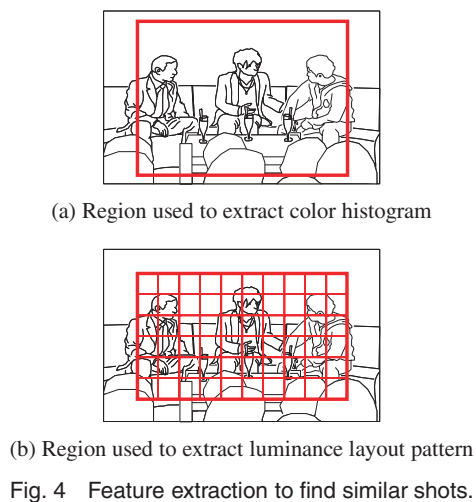 (a) Region used to extract color histogram
(b) Region used to extract luminance layout pattern
Fig. 4 Feature extraction to find similar shots.